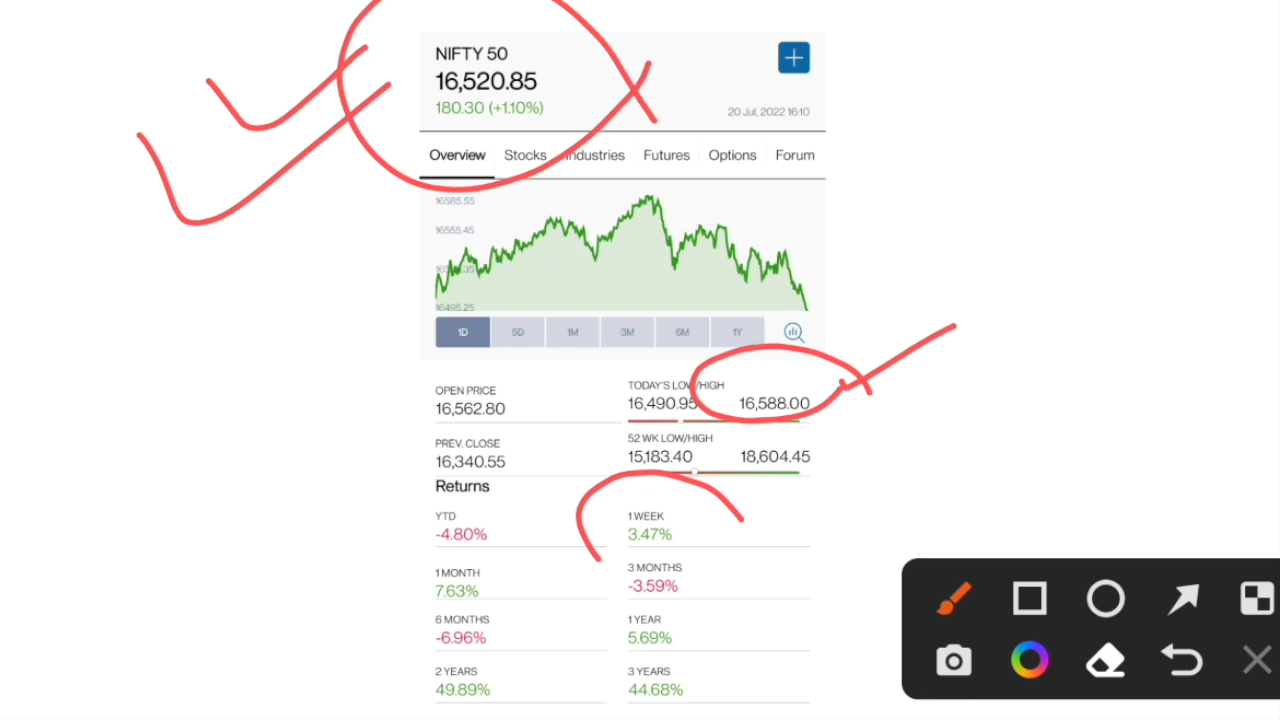 NIFTY 50
16,520.85
180.30 (+1.10%)
20 Jul, 2022 16:10
Overview Stocks Industries Futures Options Forum
16585.55
16555.45
16495.25
1D 5D 1M 3M 6M 1Y
OPEN PRICE
16,562.80
TODAY'S LOW/HIGH
16,490.95 16,588.00
PREV. CLOSE
16,340.55
52 WK LOW/HIGH
15,183.40 18,604.45
Returns
YTD
-4.80%
1 WEEK
3.47%
1 MONTH
7.63%
3 MONTHS
-3.59%
6 MONTHS
-6.96%
1 YEAR
5.69%
2 YEARS
49.89%
3 YEARS
44.68%